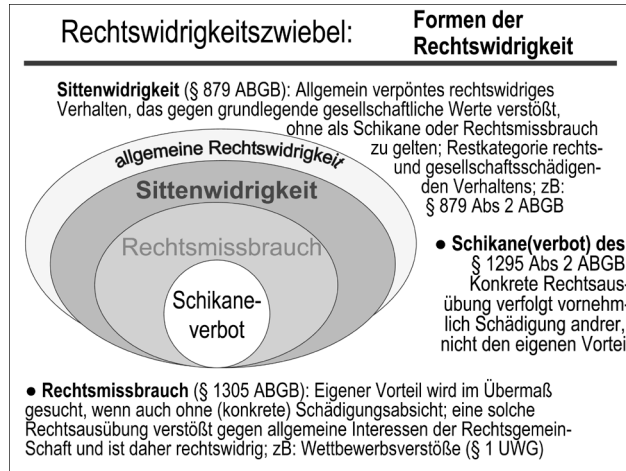 Rechtswidrigkeitszwiebel:
Formen der
Rechtswidrigkeit
Sittenwidrigkeit (§ 879 ABGB): Allgemein verpöntes rechtswidriges
Verhalten, das gegen grundlegende gesellschaftliche Werte verstößt,
ohne als Schikane oder Rechtsmissbrauch
zu gelten; Restkategorie rechts-
und gesellschaftsschädigen-
den Verhaltens; zB:
§ 879 Abs 2 ABGB
allgemeine Rechtswidrigkeit
Sittenwidrigkeit
Rechtsmissbrauch
Schikane-
verbot
● Schikane(verbot) des
§ 1295 Abs 2 ABGB
Konkrete Rechtsaus-
übung verfolgt vornehm-
lich Schädigung andrer,
nicht den eigenen Vorteil
● Rechtsmissbrauch (§ 1305 ABGB): Eigener Vorteil wird im Übermaß
gesucht, wenn auch ohne (konkrete) Schädigungsabsicht; eine solche
Rechtsausübung verstößt gegen allgemeine Interessen der Rechtsgemein-
Schaft und ist daher rechtswidrig; zB: Wettbewerbsverstöße (§ 1 UWG)